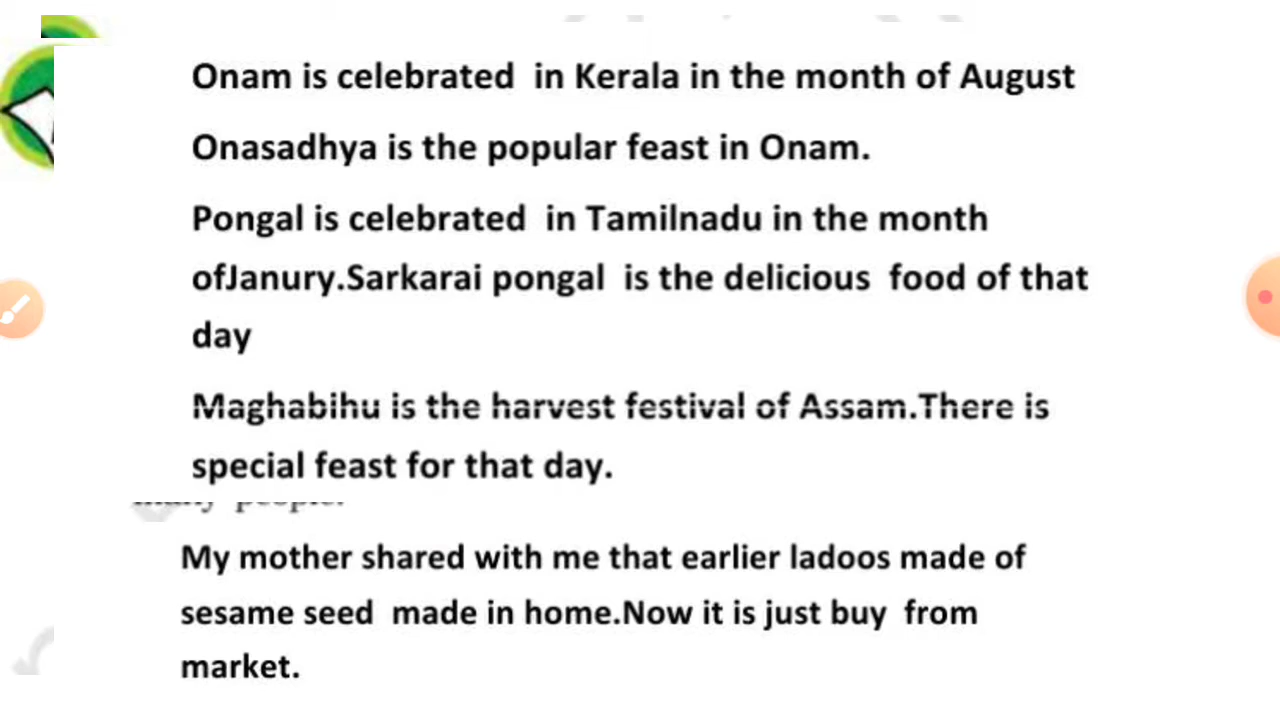 Onam is celebrated in Kerala in the month of August
Onasadhya is the popular feast in Onam.
Pongal is celebrated in Tamilnadu in the month
ofJanury.Sarkarai pongal is the delicious food of that
day
Maghabihu is the harvest festival of Assam.There is
special feast for that day.
My mother shared with me that earlier ladoos made of
sesame seed made in home.Now it is just buy from
market.